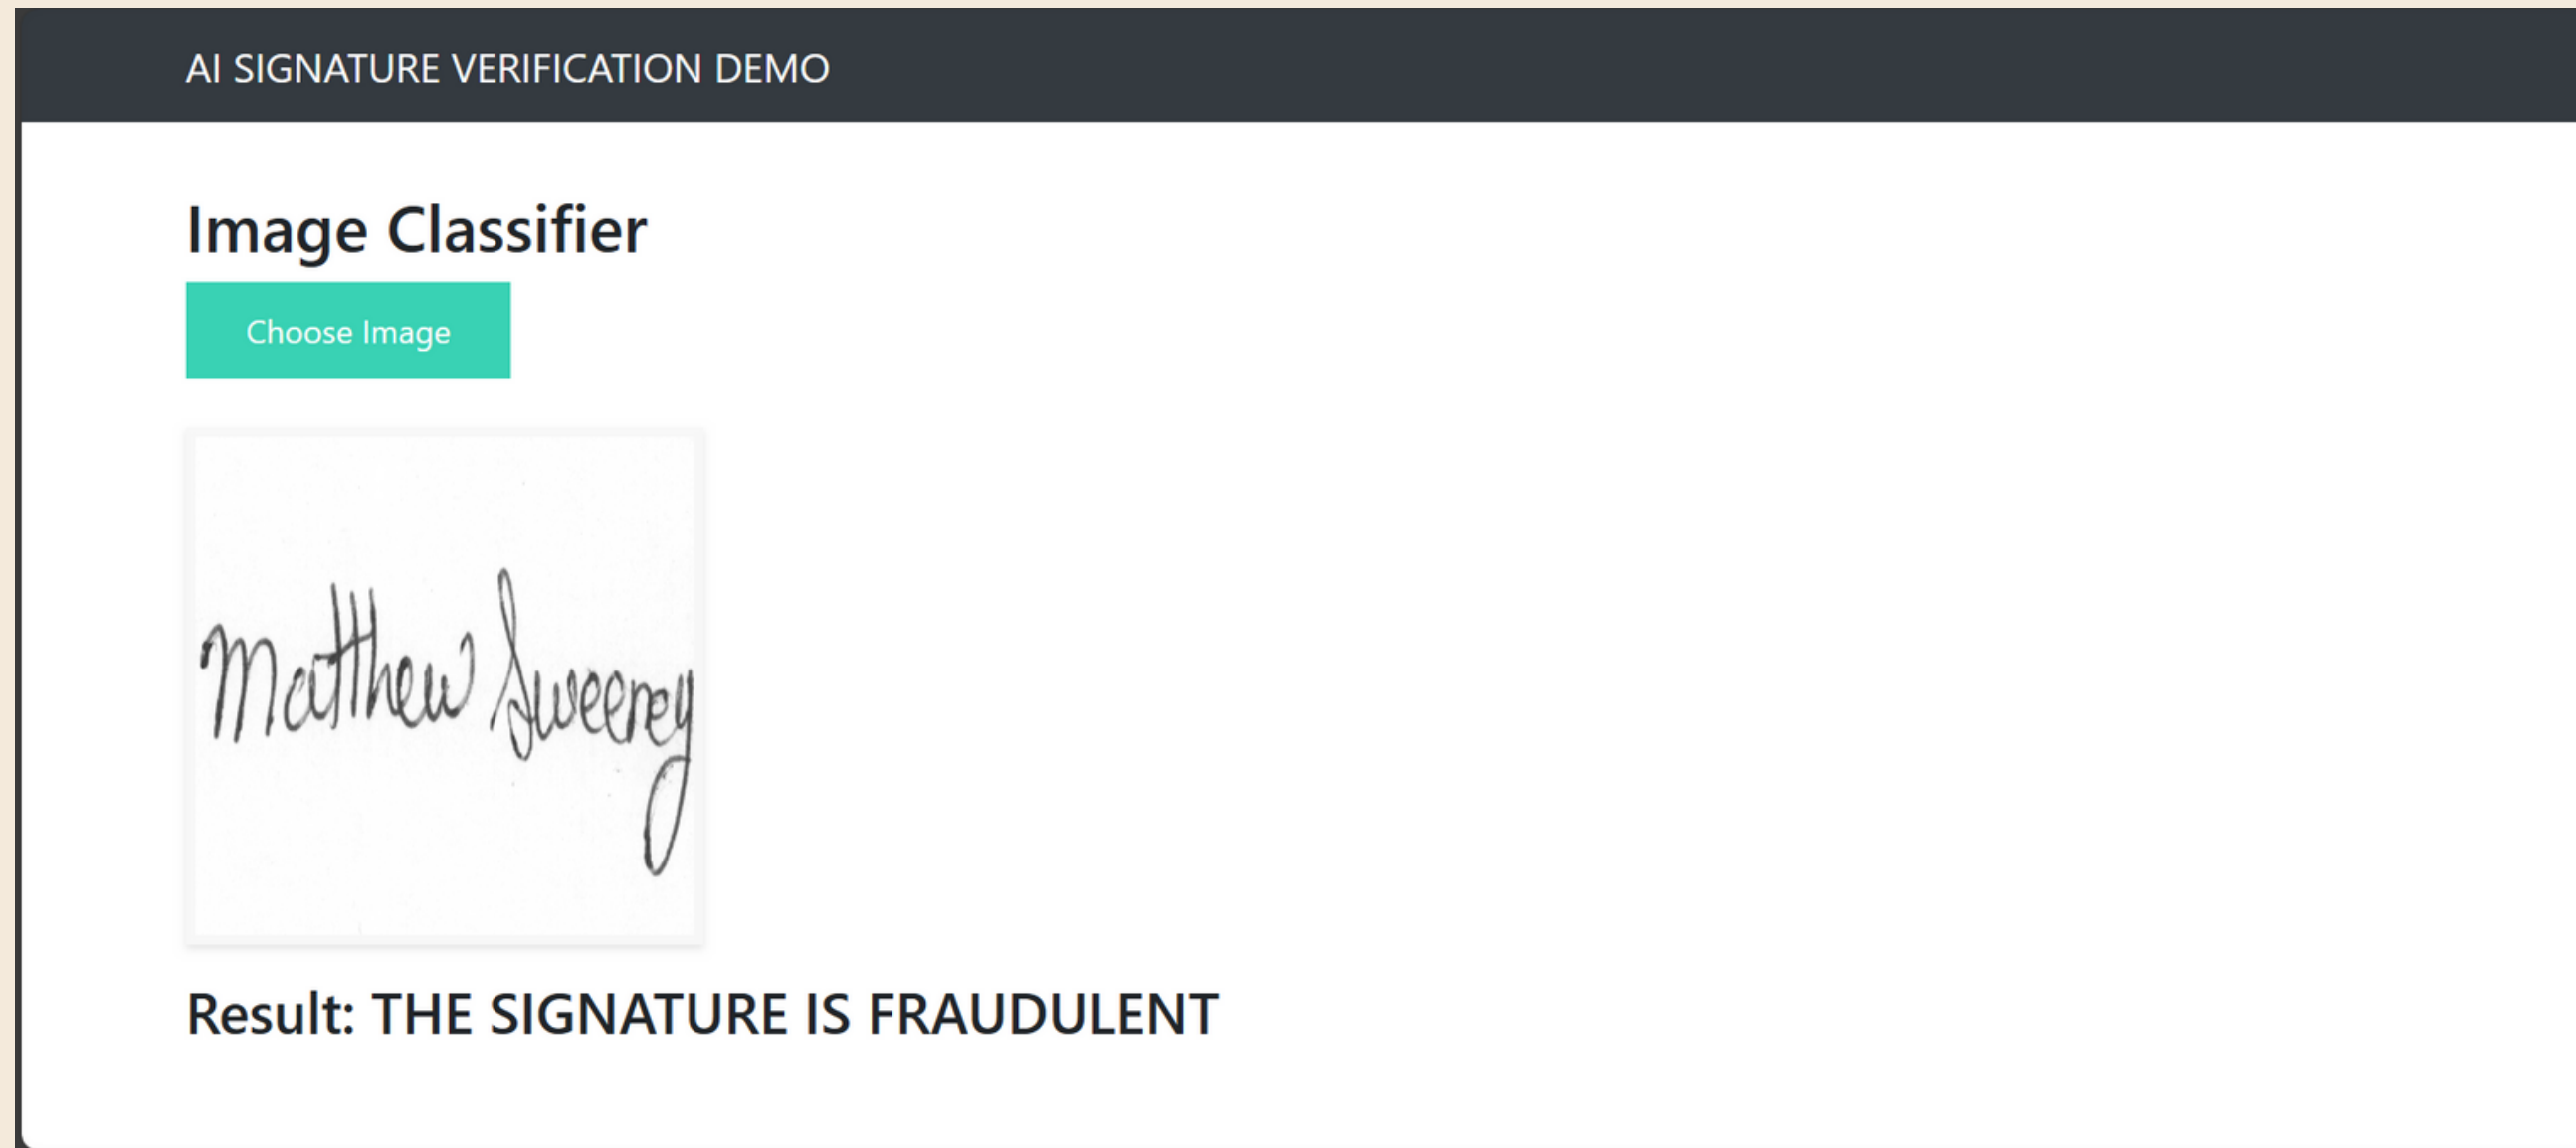 AI SIGNATURE VERIFICATION DEMO
Image Classifier
Choose Image
Matthew Sweeney
Result: THE SIGNATURE IS FRAUDULENT